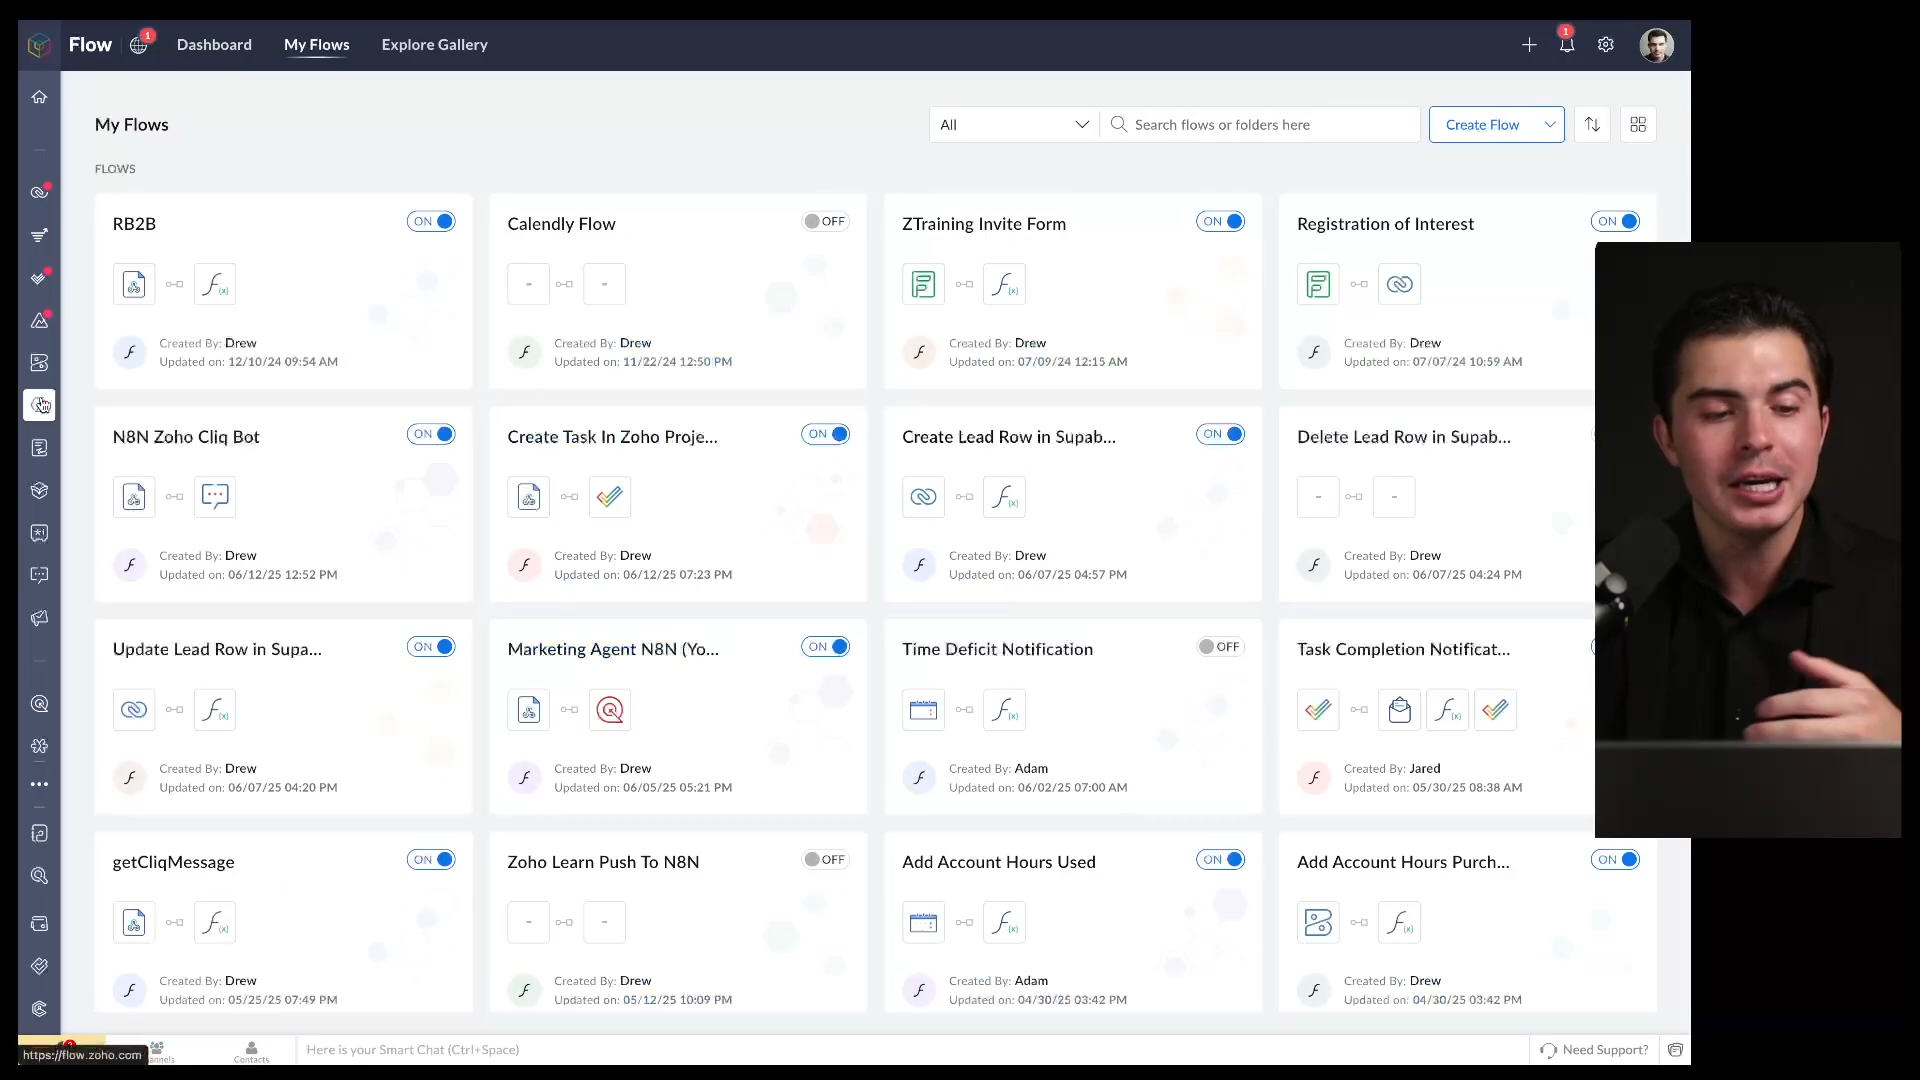 Flow 1 Dashboard My Flows Explore Gallery 1
My Flows All Search flows or folders here Create Flow
FLOWS
RB2B ON Calendly Flow OFF ZTraining Invite Form ON Registration of Interest ON
- - 
Created By: Drew Created By: Drew Created By: Drew Created By: Drew
Updated on: 12/10/24 09:54 AM Updated on: 11/22/24 12:50 PM Updated on: 07/09/24 12:15 AM Updated on: 07/07/24 10:59 AM
N8N Zoho Cliq Bot ON Create Task In Zoho Proje... ON Create Lead Row in Supab... ON Delete Lead Row in Supab...
- -
Created By: Drew Created By: Drew Created By: Drew Created By: Drew
Updated on: 06/12/25 12:52 PM Updated on: 06/12/25 07:23 PM Updated on: 06/07/25 04:57 PM Updated on: 06/07/25 04:24 PM
Update Lead Row in Supa... ON Marketing Agent N8N (Yo... ON Time Deficit Notification OFF Task Completion Notificat...
Created By: Drew Created By: Drew Created By: Adam Created By: Jared
Updated on: 06/07/25 04:20 PM Updated on: 06/05/25 05:21 PM Updated on: 06/02/25 07:00 AM Updated on: 05/30/25 08:38 AM
getCliqMessage ON Zoho Learn Push To N8N OFF Add Account Hours Used ON Add Account Hours Purch... ON
- -
Created By: Drew Created By: Drew Created By: Adam Created By: Drew
Updated on: 05/25/25 07:49 PM Updated on: 05/12/25 10:09 PM Updated on: 04/30/25 03:42 PM Updated on: 04/30/25 03:42 PM
https://flow.zoho.com annels Contacts Here is your Smart Chat (Ctrl+Space) Need Support?